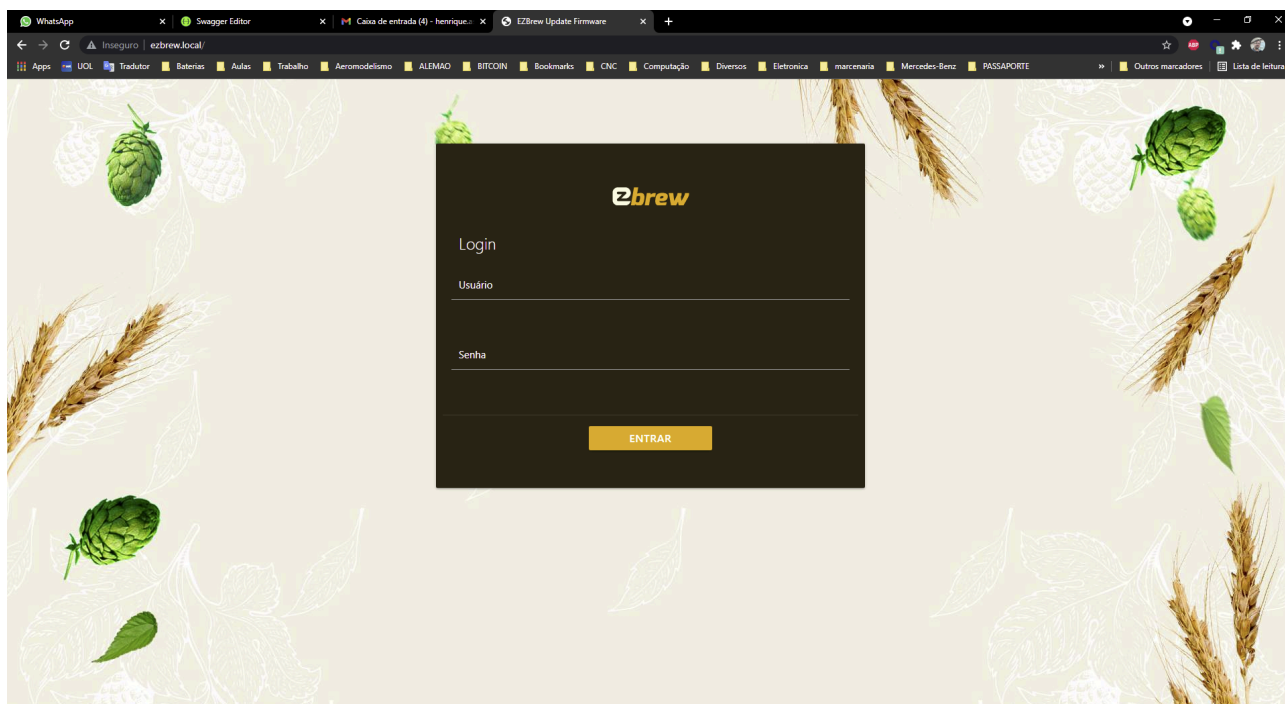 WhatsApp
Swagger Editor
Caixa de entrada (4) - henrique.a
EZBrew Update Firmware
Inseguro
ezbrew.local/
ABP
Apps
UOL
Tradutor
Baterias
Aulas
Trabalho
Aeromodelismo
ALEMAO
BITCOIN
Bookmarks
CNC
Computação
Diversos
Eletronica
marcenaria
Mercedes-Benz
PASSAPORTE
»
Outros marcadores
Lista de leitura
ezbrew
Login
Usuário
Senha
ENTRAR